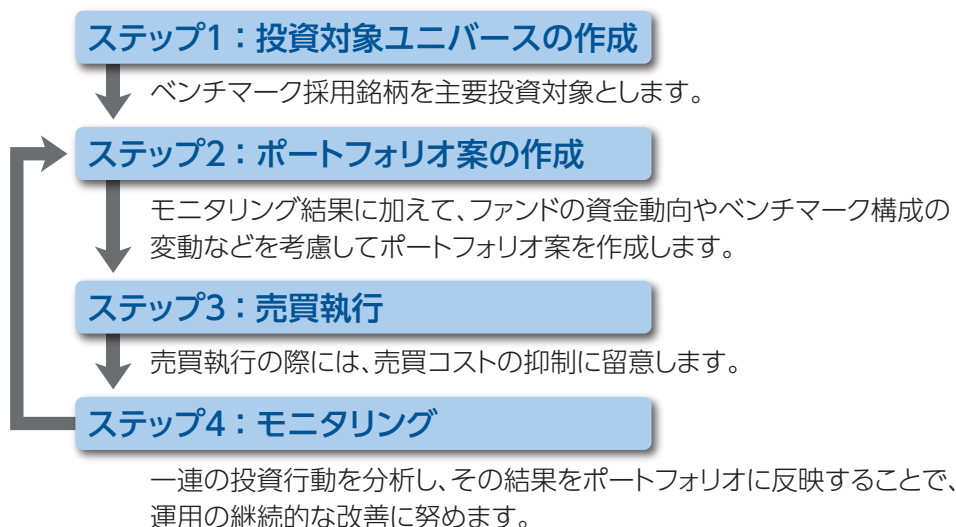 ステップ1：投資対象ユニバースの作成
ベンチマーク採用銘柄を主要投資対象とします。
ステップ2：ポートフォリオ案の作成
モニタリング結果に加えて、ファンドの資金動向やベンチマーク構成の
変動などを考慮してポートフォリオ案を作成します。
ステップ3：売買執行
売買執行の際には、売買コストの抑制に留意します。
ステップ4：モニタリング
一連の投資行動を分析し、その結果をポートフォリオに反映することで、
運用の継続的な改善に努めます。